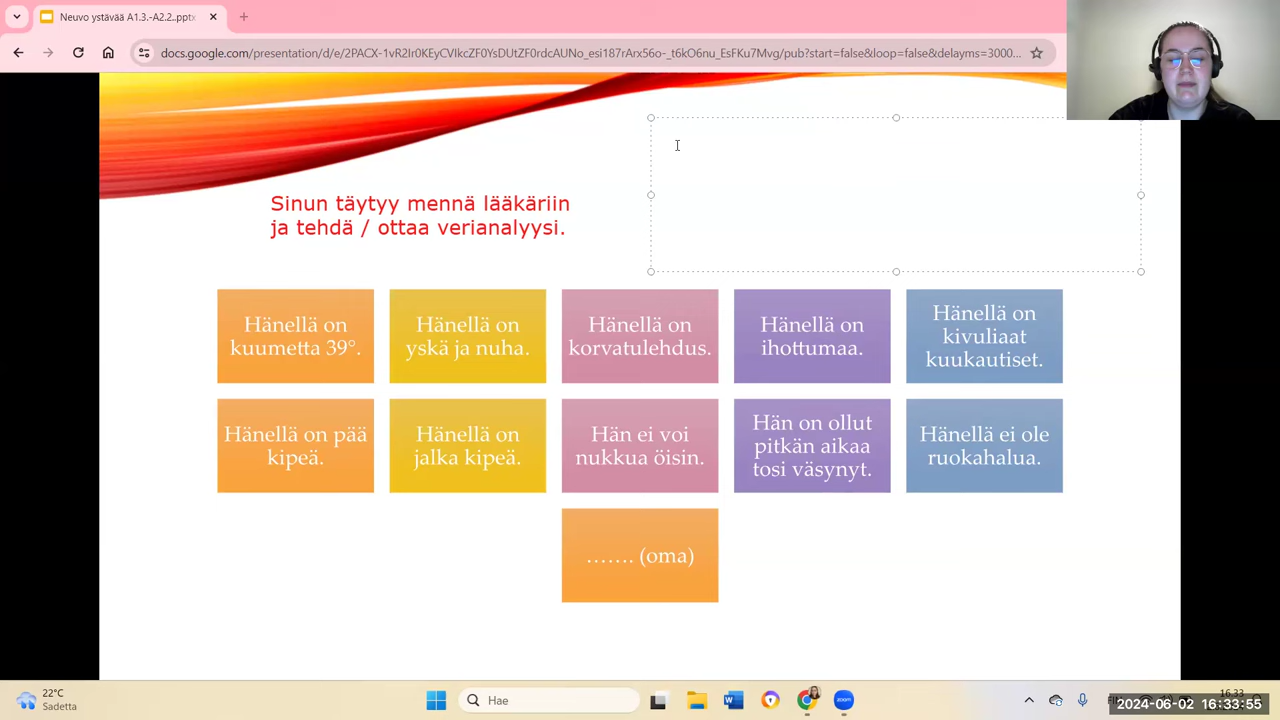 Neuvo ystävää A1.3.-A2.2..pptx
docs.google.com/presentation/d/e/2PACX-1vR2Ir0KEyCVIkcZF0YsDUtZF0rdcAUNo_esi187rArx56o-_t6kO6nu_EsFKu7Mvg/pub?start=false&loop=false&delayms=3000...
Sinun täytyy mennä lääkäriin
ja tehdä / ottaa verianalyysi.
Hänellä on
kuumetta 39°.
Hänellä on
yskä ja nuha.
Hänellä on
korvatulehdus.
Hänellä on
ihottumaa.
Hänellä on
kivuliaat
kuukautiset.
Hänellä on pää
kipeä.
Hänellä on
jalka kipeä.
Hän ei voi
nukkua öisin.
Hän on ollut
pitkän aikaa
tosi väsynyt.
Hänellä ei ole
ruokahalua.
……. (oma)
22°C
Sadetta
Hae
zoom
16.33
2024-06-02 16:33:55